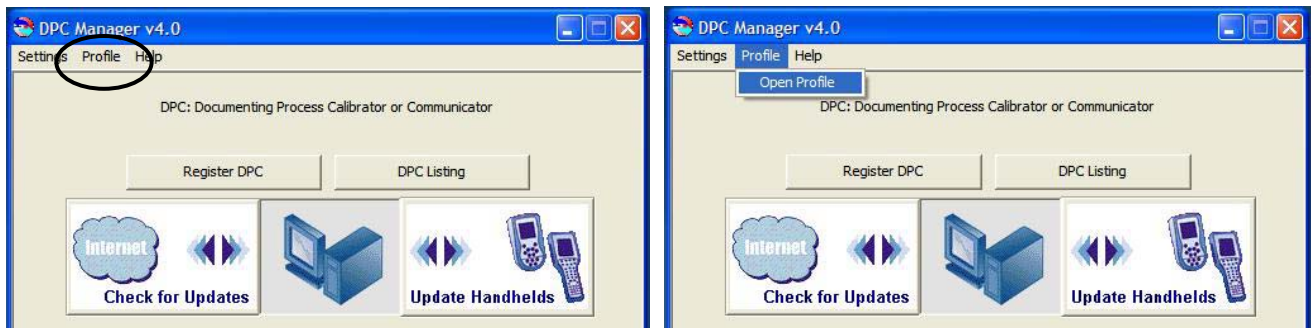 DPC Manager v4.0
Settings Profile Help
DPC: Documenting Process Calibrator or Communicator
Register DPC
DPC Listing
Internet
Check for Updates
Update Handhelds
DPC Manager v4.0
Settings Profile Help
Open Profile
DPC: Documenting Process Calibrator or Communicator
Register DPC
DPC Listing
Internet
Check for Updates
Update Handhelds